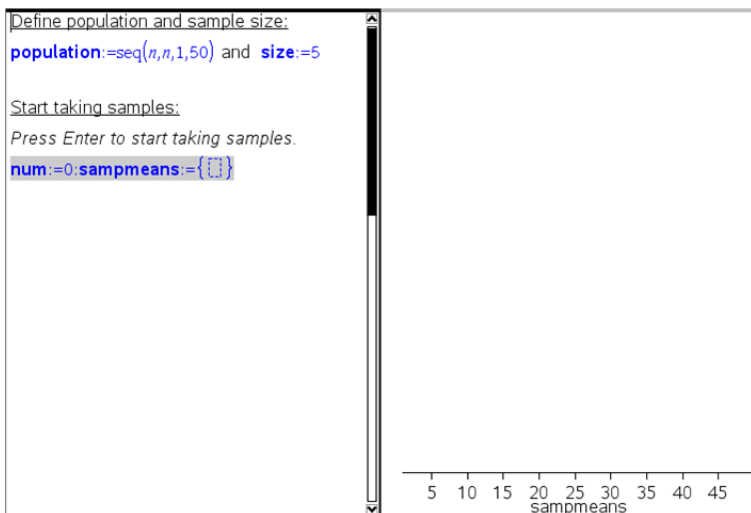 Define population and sample size:
population:=seq(n,n,1,50) and size:=5
Start taking samples:
Press Enter to start taking samples.
num:=0:sampmeans:={}
5 10 15 20 25 30 35 40 45
sampmeans